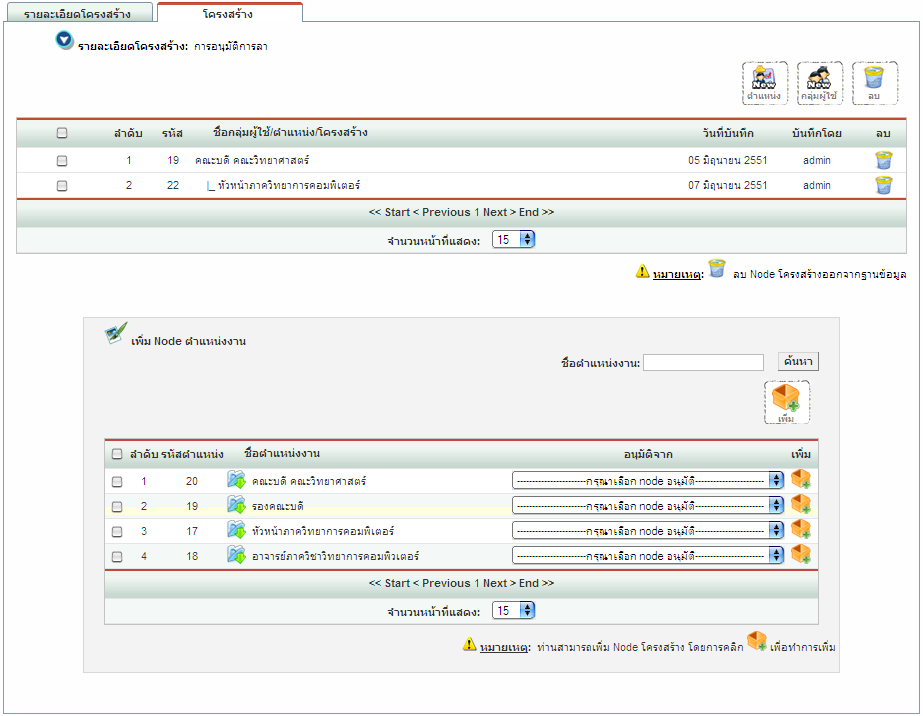 รายละเอียดโครงสร้าง โครงสร้าง
รายละเอียดโครงสร้าง: การอนุมัติการลา
New New
ตำแหน่ง กลุ่มผู้ใช้ ลบ
ลำดับ รหัส ชื่อกลุ่มผู้ใช้/ตำแหน่ง/โครงสร้าง วันที่บันทึก บันทึกโดย ลบ
1 19 คณะบดี คณะวิทยาศาสตร์ 05 มิถุนายน 2551 admin
2 22 |_ หัวหน้าภาควิทยาการคอมพิเตอร์ 07 มิถุนายน 2551 admin
<< Start < Previous 1 Next > End >>
จำนวนหน้าที่แสดง: 15
หมายเหตุ: ลบ Node โครงสร้างออกจากฐานข้อมูล
เพิ่ม Node ตำแหน่งงาน
ชื่อตำแหน่งงาน: ค้นหา
เพิ่ม
ลำดับ รหัสตำแหน่ง ชื่อตำแหน่งงาน อนุมัติจาก เพิ่ม
1 20 คณะบดี คณะวิทยาศาสตร์ -----------------------กรุณาเลือก node อนุมัติ-----------------------
2 19 รองคณะบดี -----------------------กรุณาเลือก node อนุมัติ-----------------------
3 17 หัวหน้าภาควิทยาการคอมพิเตอร์ -----------------------กรุณาเลือก node อนุมัติ-----------------------
4 18 อาจารย์ภาควิชาวิทยาการคอมพิวเตอร์ -----------------------กรุณาเลือก node อนุมัติ-----------------------
<< Start < Previous 1 Next > End >>
จำนวนหน้าที่แสดง: 15
หมายเหตุ: ท่านสามารถเพิ่ม Node โครงสร้าง โดยการคลิก เพื่อทำการเพิ่ม